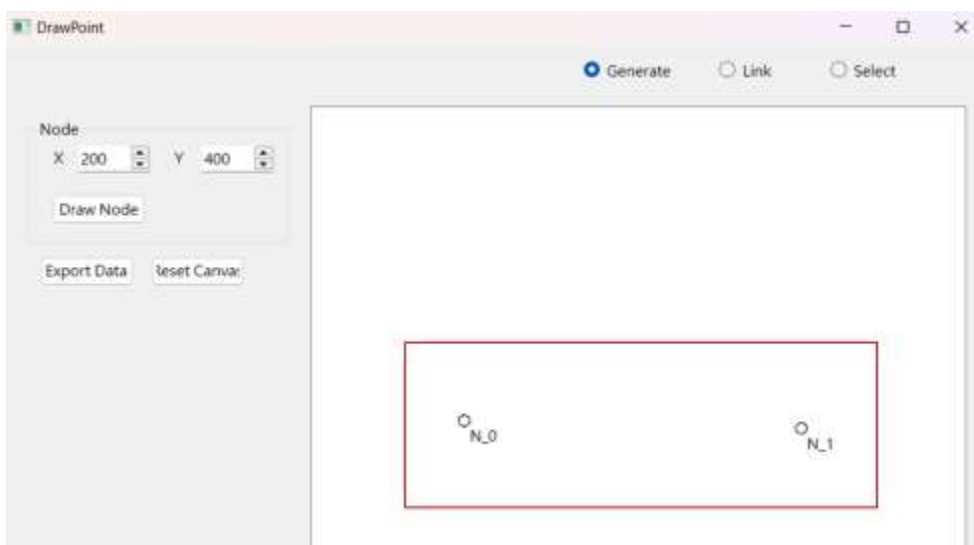 DrawPoint
Generate Link Select
Node
X 200 Y 400
Draw Node
Export Data Reset Canvas
N_0
N_1